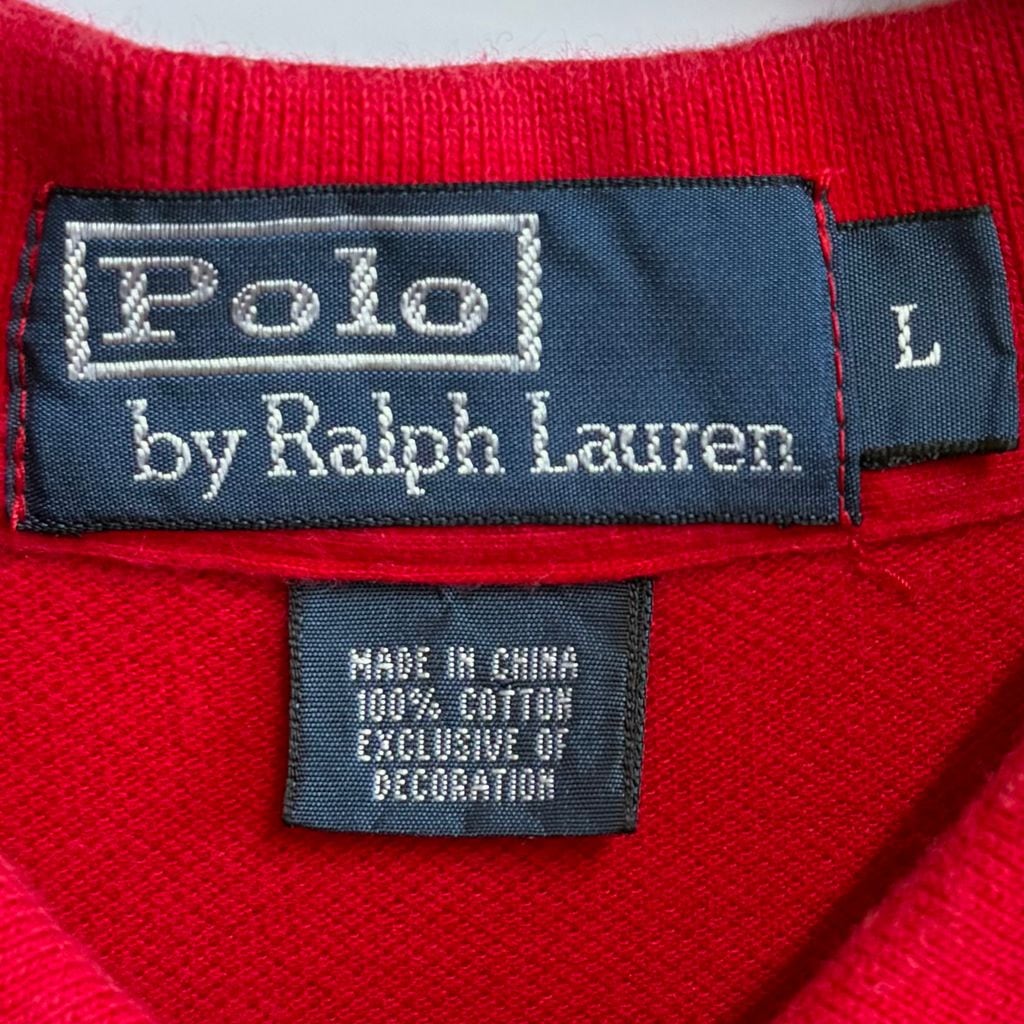 Polo
by Ralph Lauren
L
MADE IN CHINA
100% COTTON
EXCLUSIVE OF
DECORATION